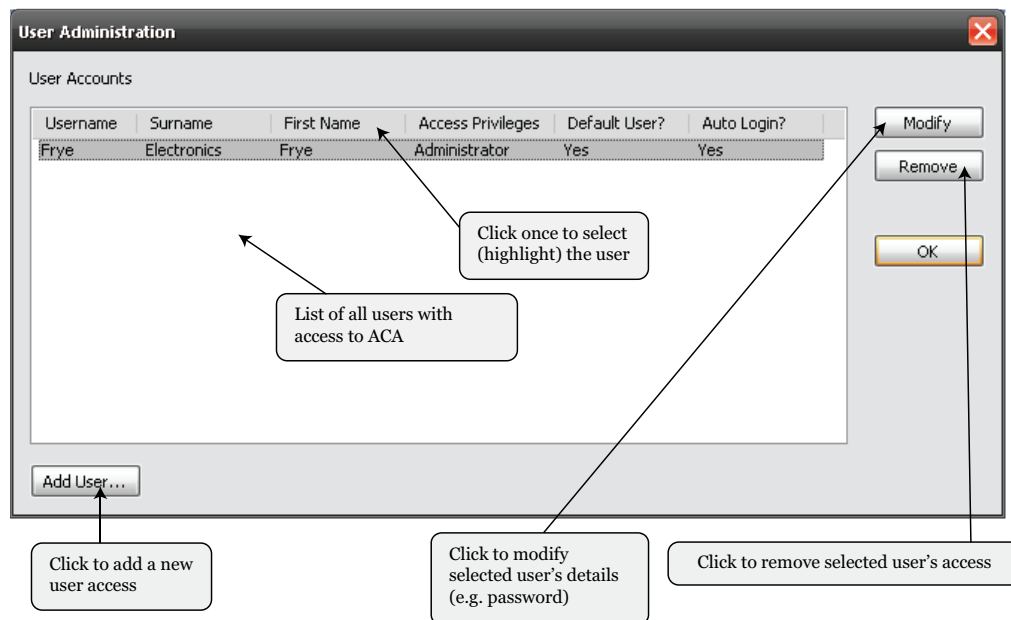 User Administration
User Accounts
Username Surname First Name Access Privileges Default User? Auto Login?
Frye Electronics Frye Administrator Yes Yes
Modify
Remove
OK
Click once to select
(highlight) the user
List of all users with
access to ACA
Add User...
Click to add a new
user access
Click to modify
selected user's details
(e.g. password)
Click to remove selected user's access